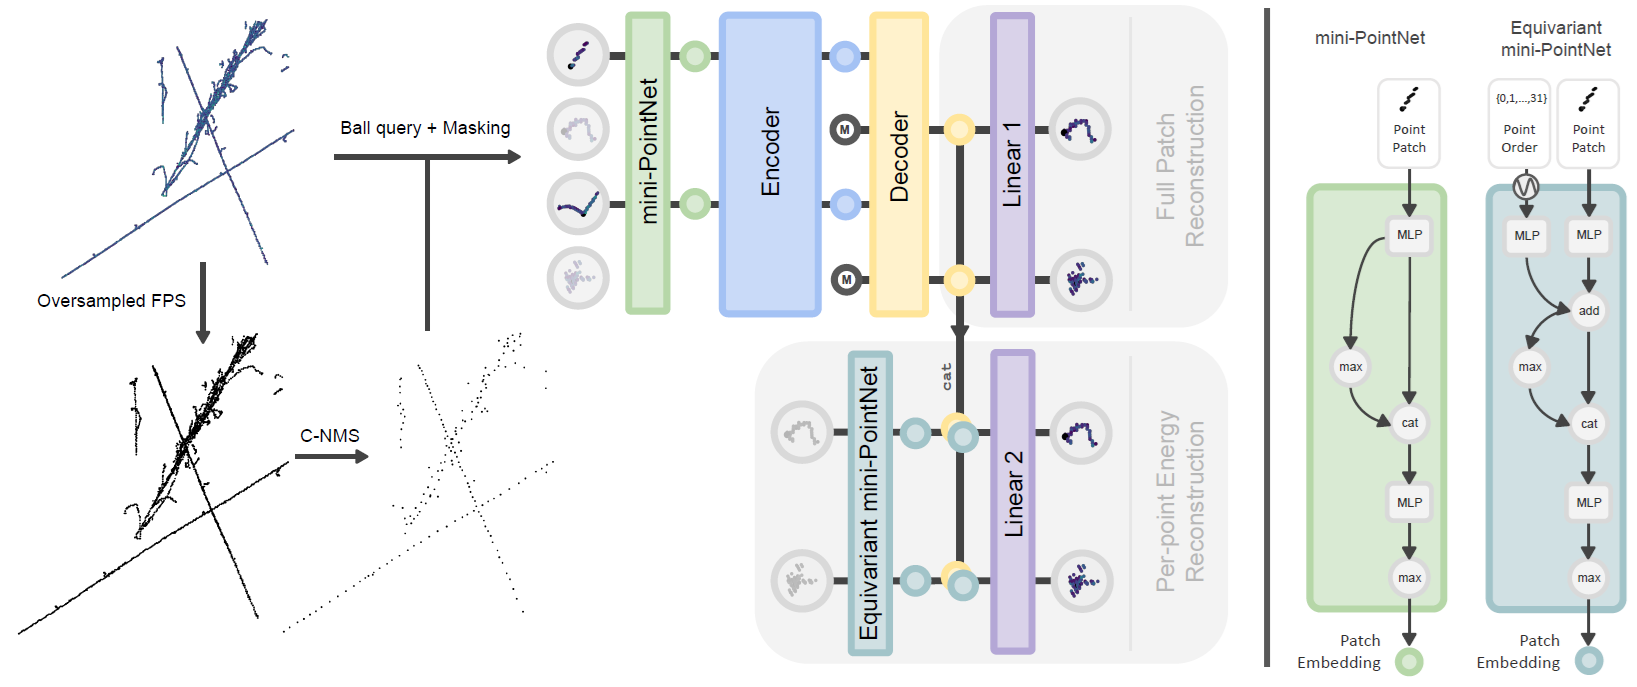 Oversampled FPS
C-NMS
Ball query + Masking
mini-PointNet
Encoder
M
M
Decoder
Linear 1
Full Patch
Reconstruction
cat
Equivariant mini-PointNet
Linear 2
Per-point Energy
Reconstruction
mini-PointNet
Point
Patch
MLP
max
cat
MLP
max
Patch
Embedding
Equivariant
mini-PointNet
{0,1,...,31}
Point
Order
Point
Patch
MLP
MLP
add
max
cat
MLP
max
Patch
Embedding